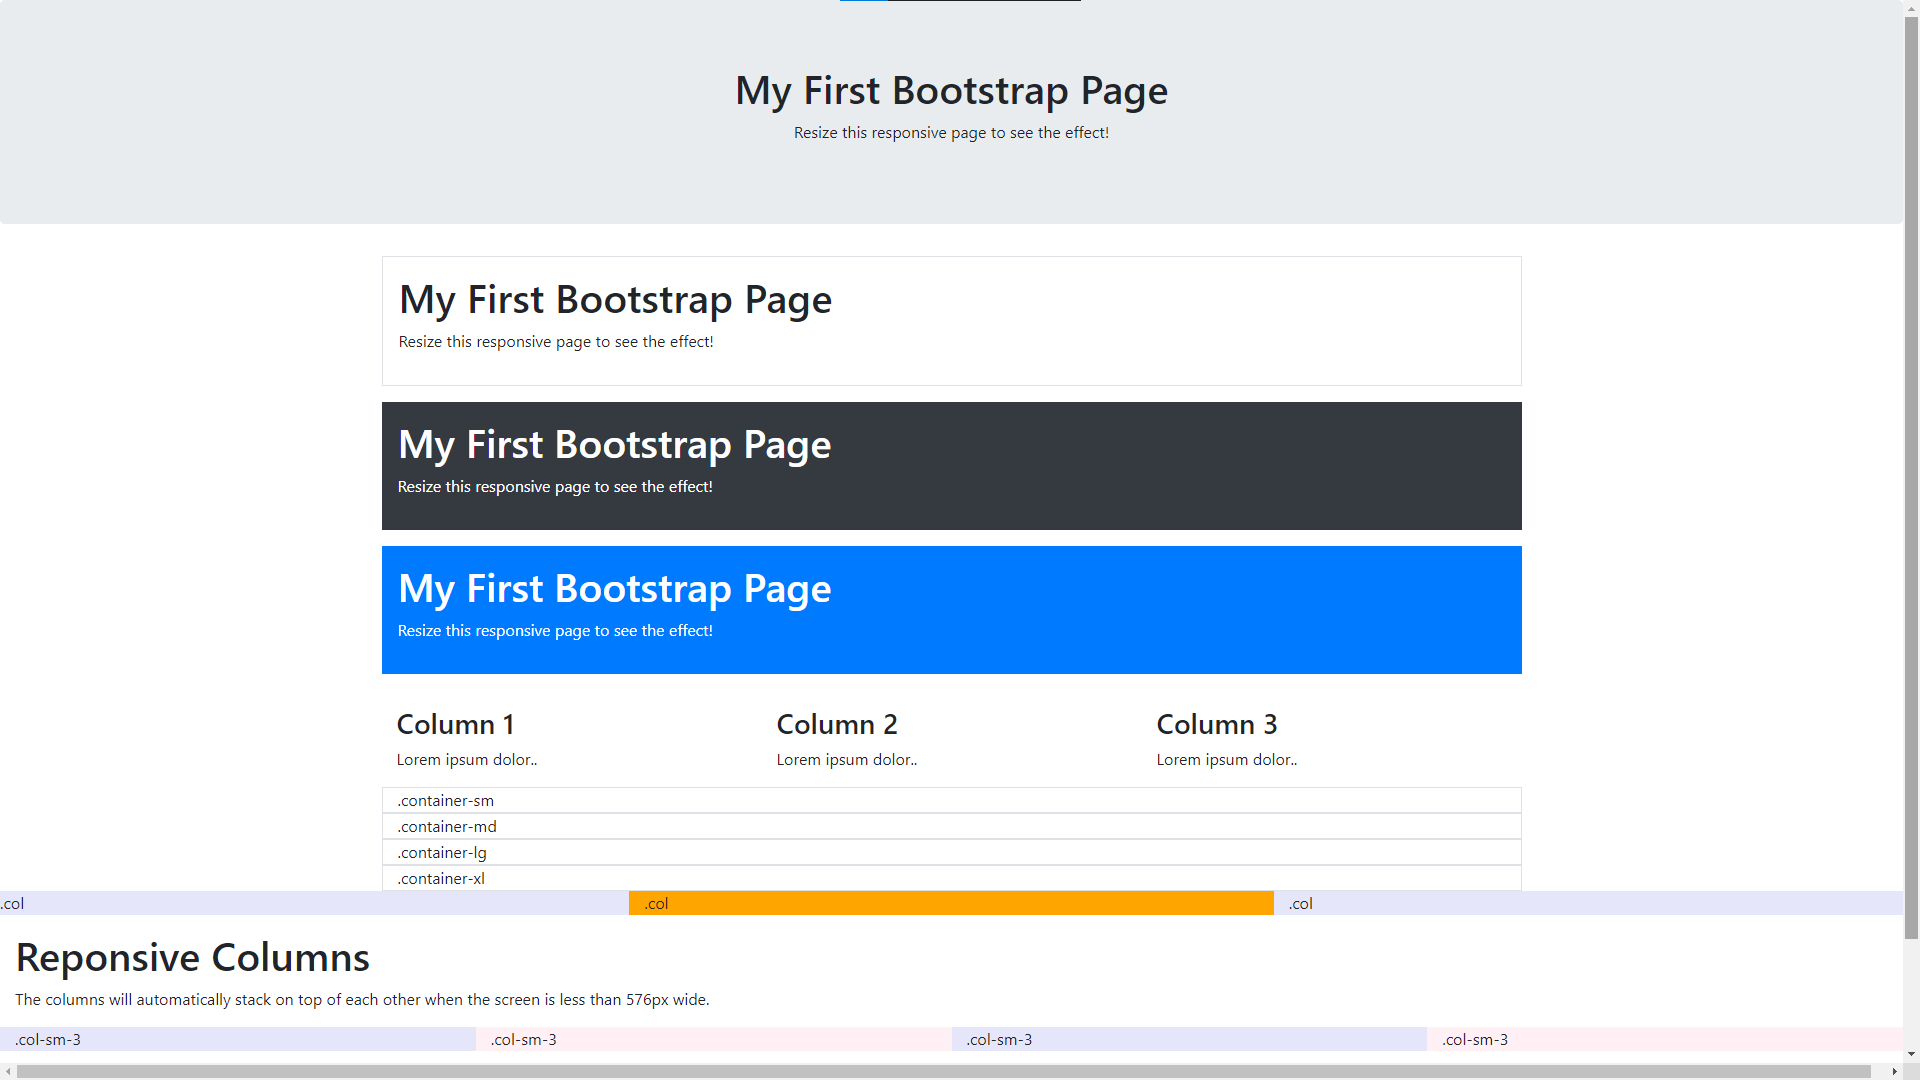 My First Bootstrap Page
Resize this responsive page to see the effect!
My First Bootstrap Page
Resize this responsive page to see the effect!
My First Bootstrap Page
Resize this responsive page to see the effect!
My First Bootstrap Page
Resize this responsive page to see the effect!
Column 1 Column 2 Column 3
Lorem ipsum dolor.. Lorem ipsum dolor.. Lorem ipsum dolor..
.container-sm
.container-md
.container-lg
.container-xl
.col .col .col
Reponsive Columns
The columns will automatically stack on top of each other when the screen is less than 576px wide.
.col-sm-3 .col-sm-3 .col-sm-3 .col-sm-3